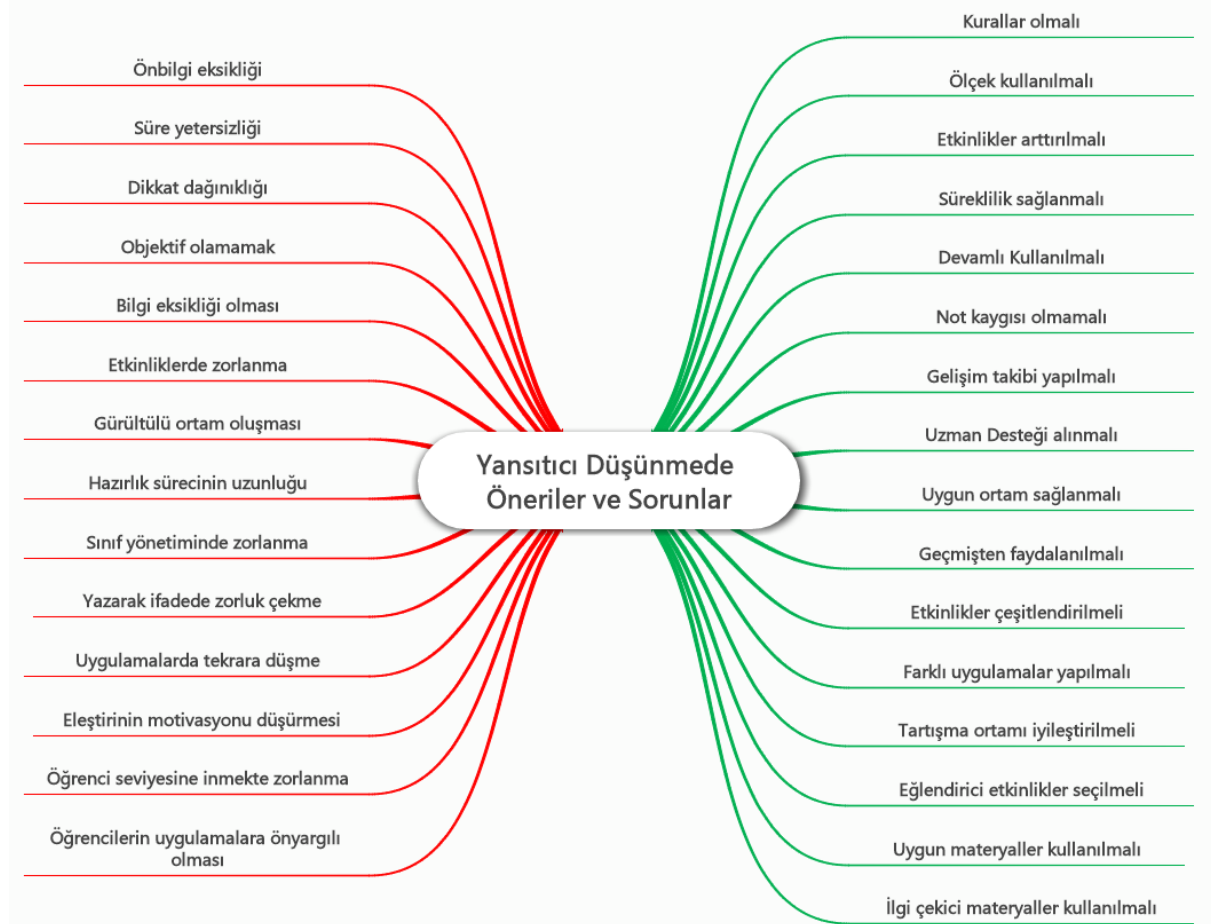 Yansıtıcı Düşünmede
Öneriler ve Sorunlar
Önbilgi eksikliği
Süre yetersizliği
Dikkat dağınıklığı
Objektif olamamak
Bilgi eksikliği olması
Etkinliklerde zorlanma
Gürültülü ortam oluşması
Hazırlık sürecinin uzunluğu
Sınıf yönetiminde zorlanma
Yazarak ifadede zorluk çekme
Uygulamalarda tekrara düşme
Eleştirinin motivasyonu düşürmesi
Öğrenci seviyesine inmekte zorlanma
Öğrencilerin uygulamalara önyargılı
olması
Kurallar olmalı
Ölçek kullanılmalı
Etkinlikler arttırılmalı
Süreklilik sağlanmalı
Devamlı Kullanılmalı
Not kaygısı olmamalı
Gelişim takibi yapılmalı
Uzman Desteği alınmalı
Uygun ortam sağlanmalı
Geçmişten faydalanılmalı
Etkinlikler çeşitlendirilmeli
Farklı uygulamalar yapılmalı
Tartışma ortamı iyileştirilmeli
Eğlendirici etkinlikler seçilmeli
Uygun materyaller kullanılmalı
İlgi çekici materyaller kullanılmalı